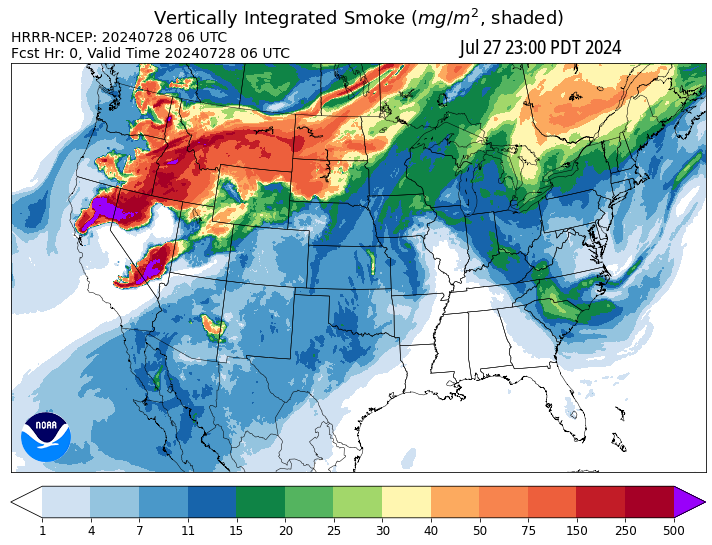 Vertically Integrated Smoke (mg/m², shaded)
HRRR-NCEP: 20240728 06 UTC
Fcst Hr: 0, Valid Time 20240728 06 UTC
Jul 27 23:00 PDT 2024
NOAA
1 4 7 11 15 20 25 30 40 50 75 150 250 500